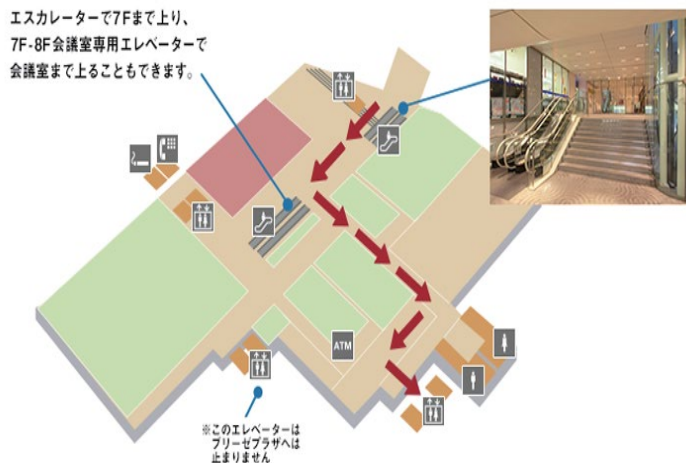 エスカレーターで7Fまで上り、
7F-8F会議室専用エレベーターで
会議室まで上ることもできます。
ATM
※このエレベーターは
ブリーゼプラザへは
止まりません